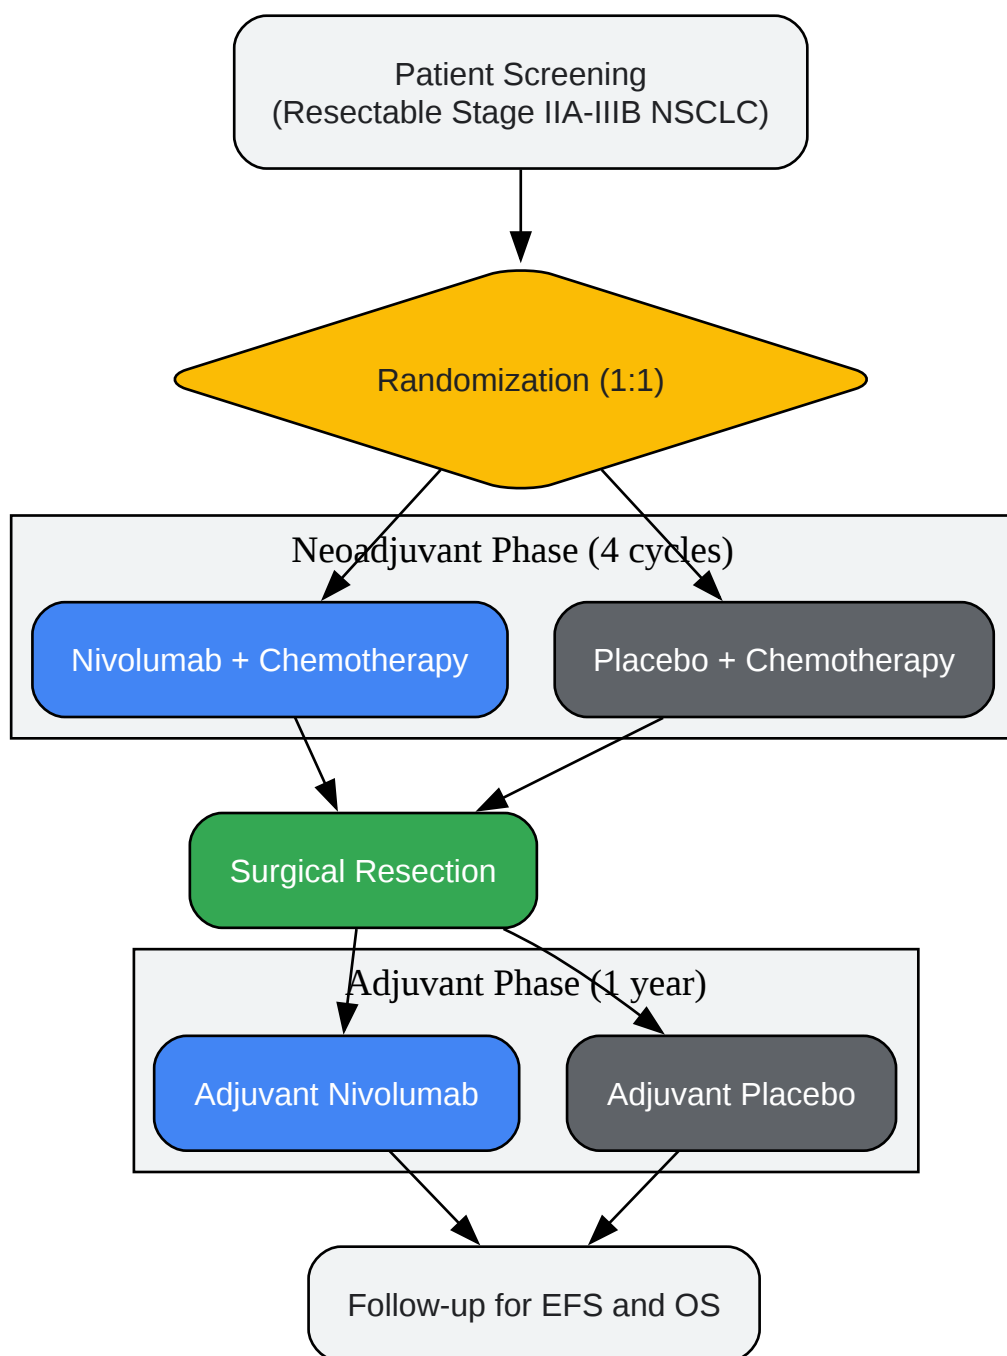 Patient Screening
(Resectable Stage IIA-IIIB NSCLC)
Randomization (1:1)
Neoadjuvant Phase (4 cycles)
Nivolumab + Chemotherapy
Placebo + Chemotherapy
Surgical Resection
Adjuvant Phase (1 year)
Adjuvant Nivolumab
Adjuvant Placebo
Follow-up for EFS and OS